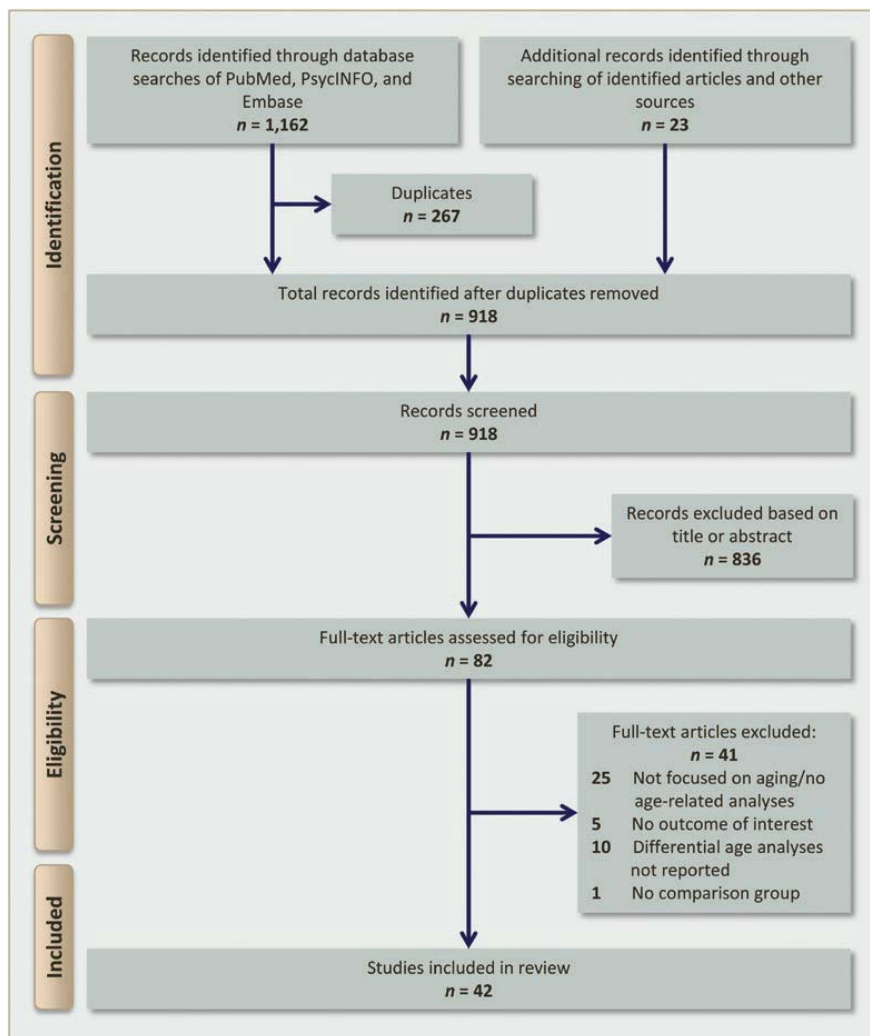 Identification
Records identified through database
searches of PubMed, PsycINFO, and
Embase
n = 1,162
Additional records identified through
searching of identified articles and other
sources
n = 23
Duplicates
n = 267
Total records identified after duplicates removed
n = 918
Screening
Records screened
n = 918
Records excluded based on
title or abstract
n = 836
Eligibility
Full-text articles assessed for eligibility
n = 82
Full-text articles excluded:
n = 41
25 Not focused on aging/no
age-related analyses
5 No outcome of interest
10 Differential age analyses
not reported
1 No comparison group
Included
Studies included in review
n = 42